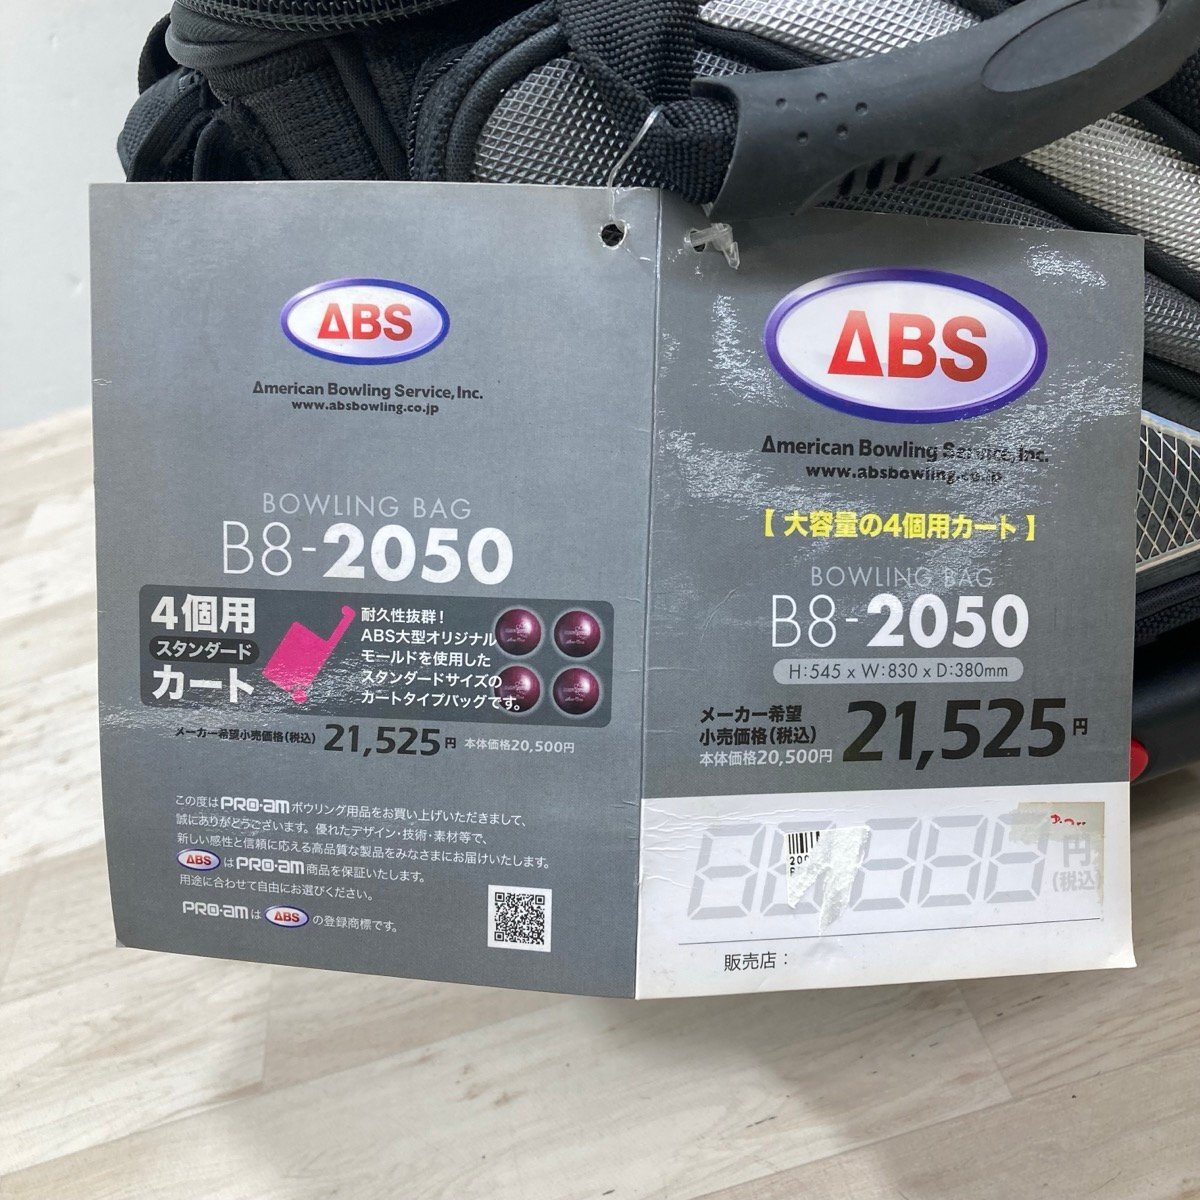 ABS
American Bowling Service, Inc.
www.absbowling.co.jp
BOWLING BAG
B8-2050
4個用
スタンダード
カート
耐久性抜群!
ABS大型オリジナル
モールドを使用した
スタンダードサイズの
カートタイプバッグです。
メーカー希望小売価格(税込) 21,525円 本体価格20,500円
この度はPRO-amボウリング用品をお買い上げいただきまして、
誠にありがとうございます。優れたデザイン・技術・素材等で、
新しい感性と信頼に応える高品質な製品をみなさまにお届けいたします。
ABSはPRO-am商品を保証いたします。
用途に合わせて自由にお選びください。
PRO-amはABSの登録商標です。
ABS
American Bowling Service, Inc.
www.absbowling.co.jp
【大容量の4個用カート】
BOWLING BAG
B8-2050
H:545 x W:830 x D:380mm
メーカー希望
小売価格(税込)
本体価格20,500円
21,525円
円
(税込)
販売店: